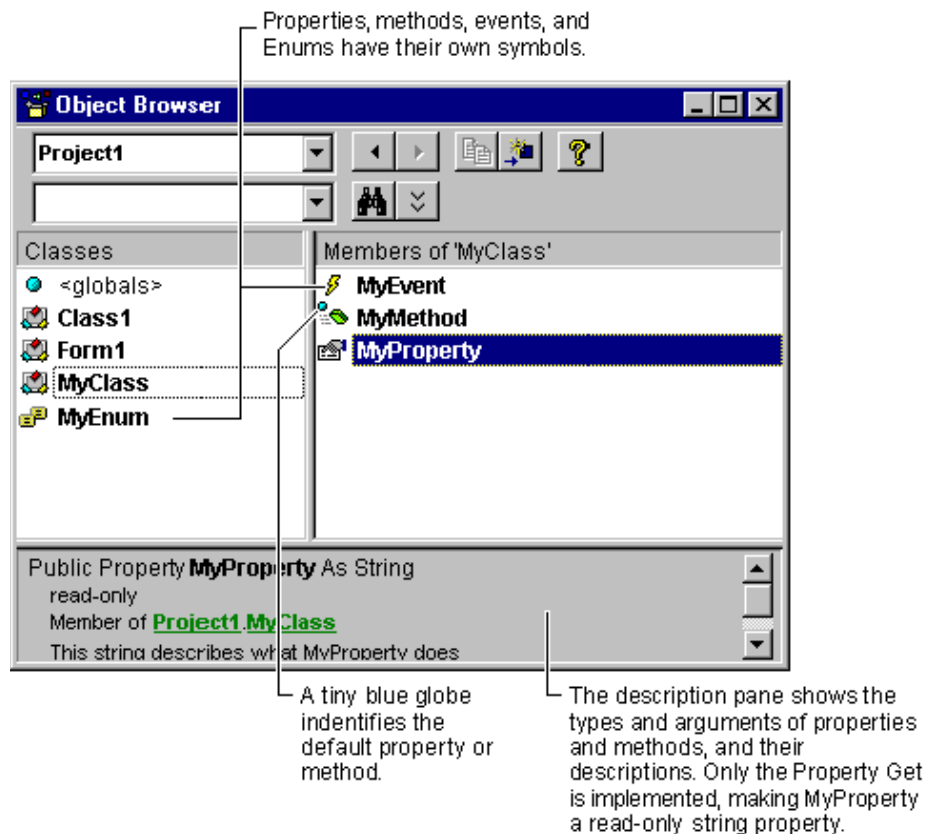 Properties, methods, events, and
Enums have their own symbols.
Object Browser
Project1
Classes
Members of 'MyClass'
<globals>
Class1
Form1
MyClass
MyEnum
MyEvent
MyMethod
MyProperty
Public Property MyProperty As String
read-only
Member of Project1.MyClass
This string describes what MyProperty does
A tiny blue globe
indentifies the
default property or
method.
The description pane shows the
types and arguments of properties
and methods, and their
descriptions. Only the Property Get
is implemented, making MyProperty
a read-only string property.